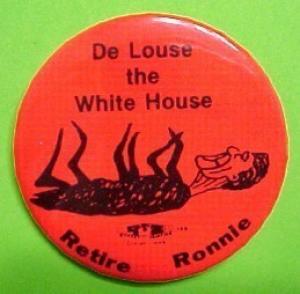 De Louse
the
White House
Retire Ronnie